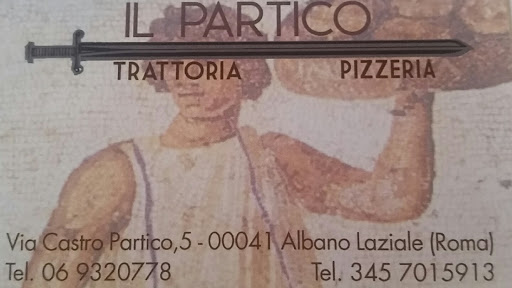 IL PARTICO
TRATTORIA PIZZERIA
Via Castro Partico,5 - 00041 Albano Laziale (Roma)
Tel. 06 9320778 Tel. 345 7015913